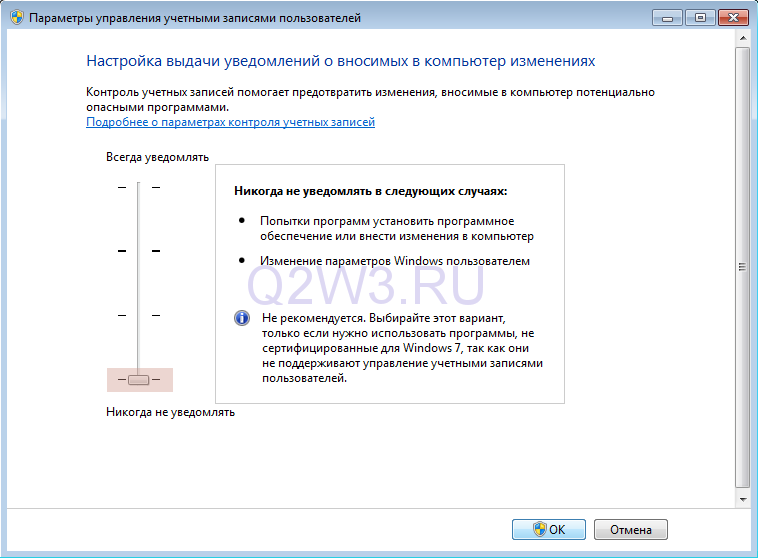 Параметры управления учетными записями пользователей
Настройка выдачи уведомлений о вносимых в компьютер изменениях
Контроль учетных записей помогает предотвратить изменения, вносимые в компьютер потенциально
опасными программами.
Подробнее о параметрах контроля учетных записей
Всегда уведомлять
Никогда не уведомлять в следующих случаях:
• Попытки программ установить программное
обеспечение или внести изменения в компьютер
• Изменение параметров Windows пользователем
Q2W3.RU
Не рекомендуется. Выбирайте этот вариант,
только если нужно использовать программы, не
сертифицированные для Windows 7, так как они
не поддерживают управление учетными записями
пользователей.
Никогда не уведомлять
OK
Отмена